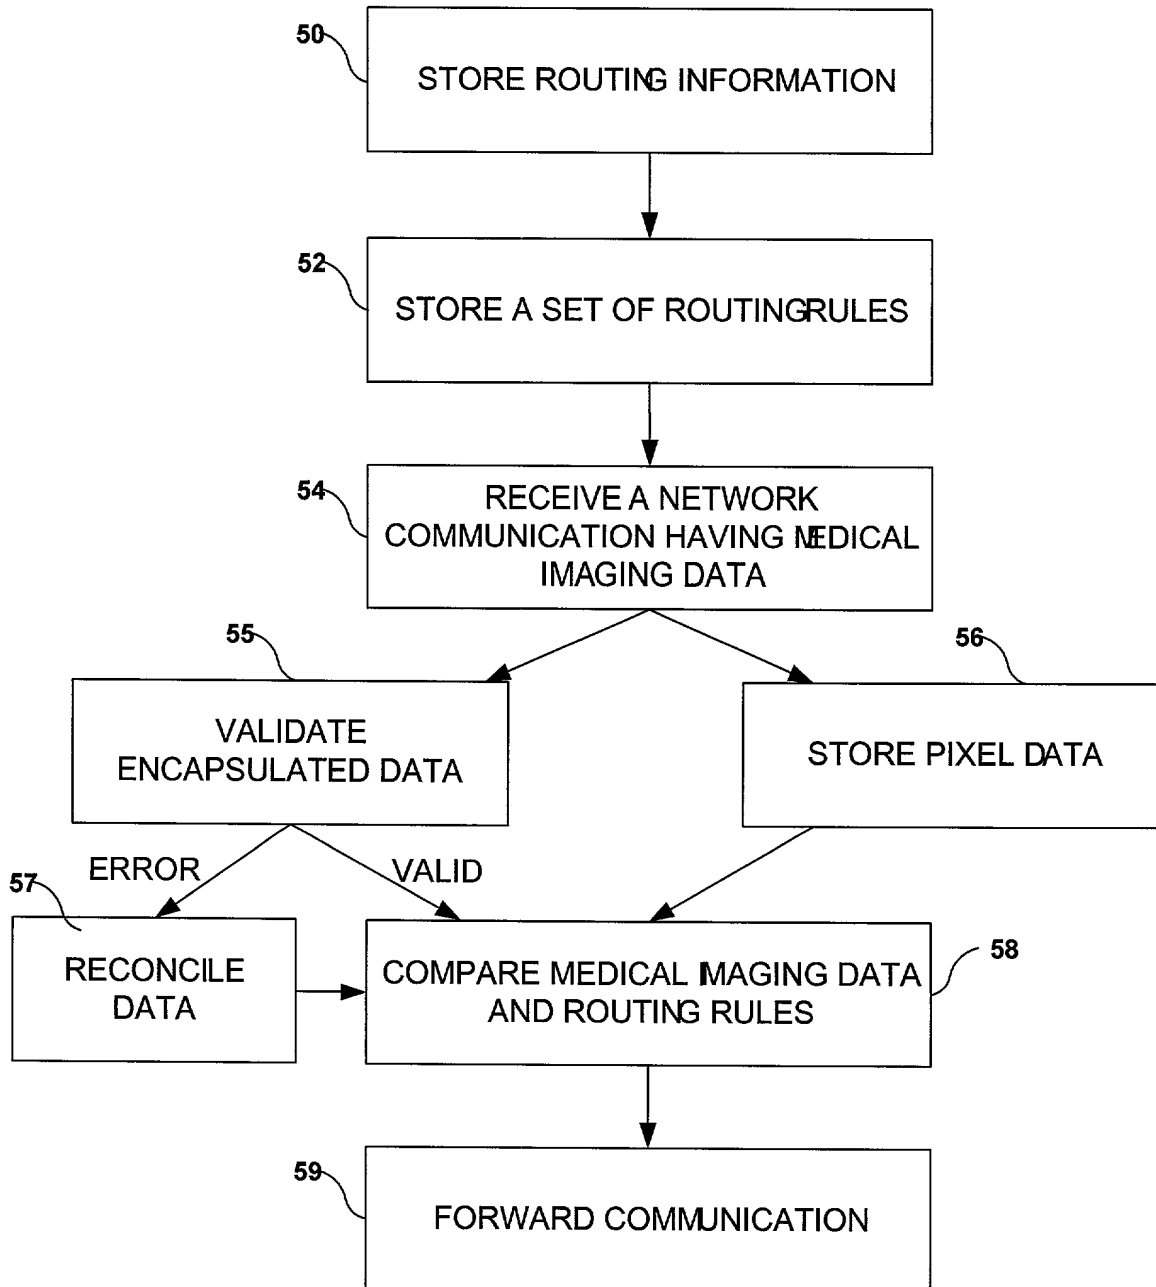 50
STORE ROUTING INFORMATION
52
STORE A SET OF ROUTING RULES
54
RECEIVE A NETWORK
COMMUNICATION HAVING MEDICAL
IMAGING DATA
55
56
VALIDATE
ENCAPSULATED DATA
STORE PIXEL DATA
ERROR
VALID
57
RECONCILE
DATA
COMPARE MEDICAL IMAGING DATA
AND ROUTING RULES
58
59
FORWARD COMMUNICATION